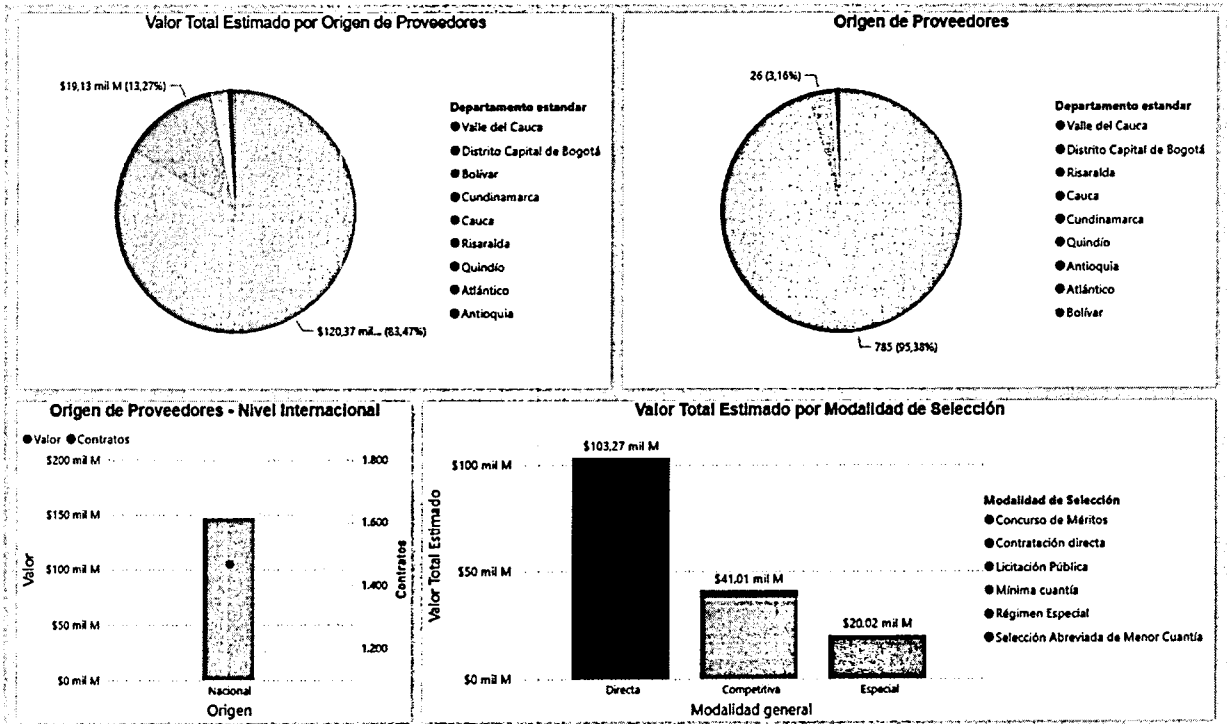 Valor Total Estimado por Origen de Proveedores
$19,13 mil M (13,27%)
$120,37 mil... (83,47%)
Departamento estandar
Valle del Cauca
Distrito Capital de Bogotá
Bolívar
Cundinamarca
Cauca
Risaralda
Quindío
Atlántico
Antioquia
Origen de Proveedores
26 (3,16%)
785 (95,38%)
Departamento estandar
Valle del Cauca
Distrito Capital de Bogotá
Risaralda
Cauca
Cundinamarca
Quindío
Antioquia
Atlántico
Bolívar
Origen de Proveedores - Nivel Internacional
Valor Contratos
$200 mil M
$150 mil M
$100 mil M
$50 mil M
$0 mil M
Valor
1.800
1.600
1.400
1.200
Contratos
Nacional
Origen
Valor Total Estimado por Modalidad de Selección
Valor Total Estimado
$100 mil M
$50 mil M
$0 mil M
$103,27 mil M
$41,01 mil M
$20,02 mil M
Directa
Competitiva
Especial
Modalidad general
Modalidad de Selección
Concurso de Méritos
Contratación directa
Licitación Pública
Mínima cuantía
Régimen Especial
Selección Abreviada de Menor Cuantía